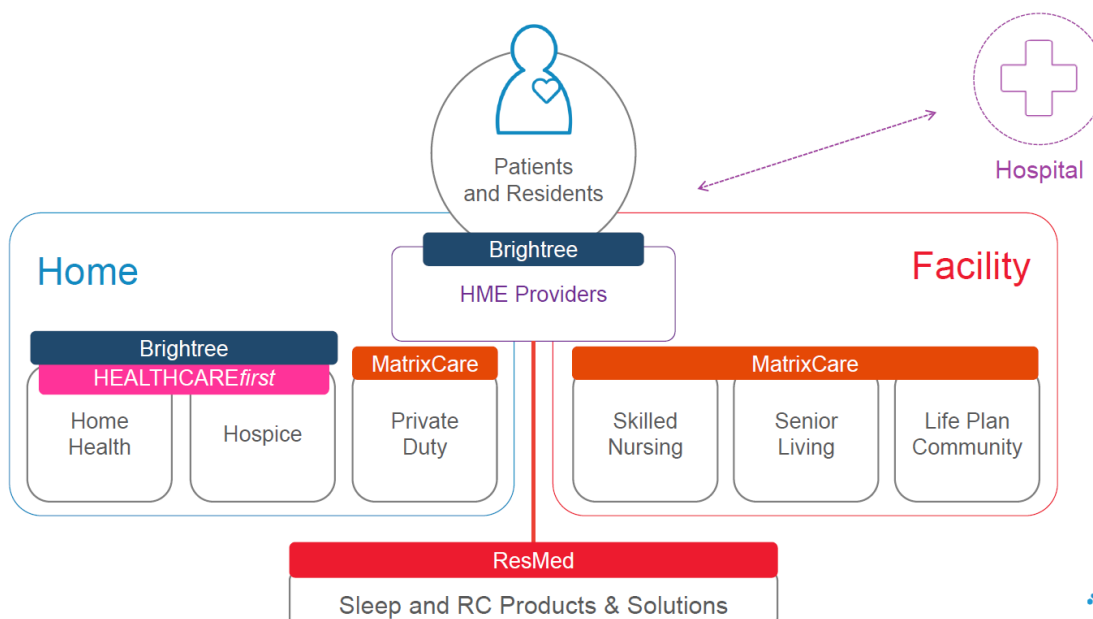 Patients
and Residents
Hospital
Home
Facility
Brightree
HME Providers
Brightree
HEALTHCAREfirst
MatrixCare
MatrixCare
Home
Health
Hospice
Private
Duty
Skilled
Nursing
Senior
Living
Life Plan
Community
ResMed
Sleep and RC Products & Solutions